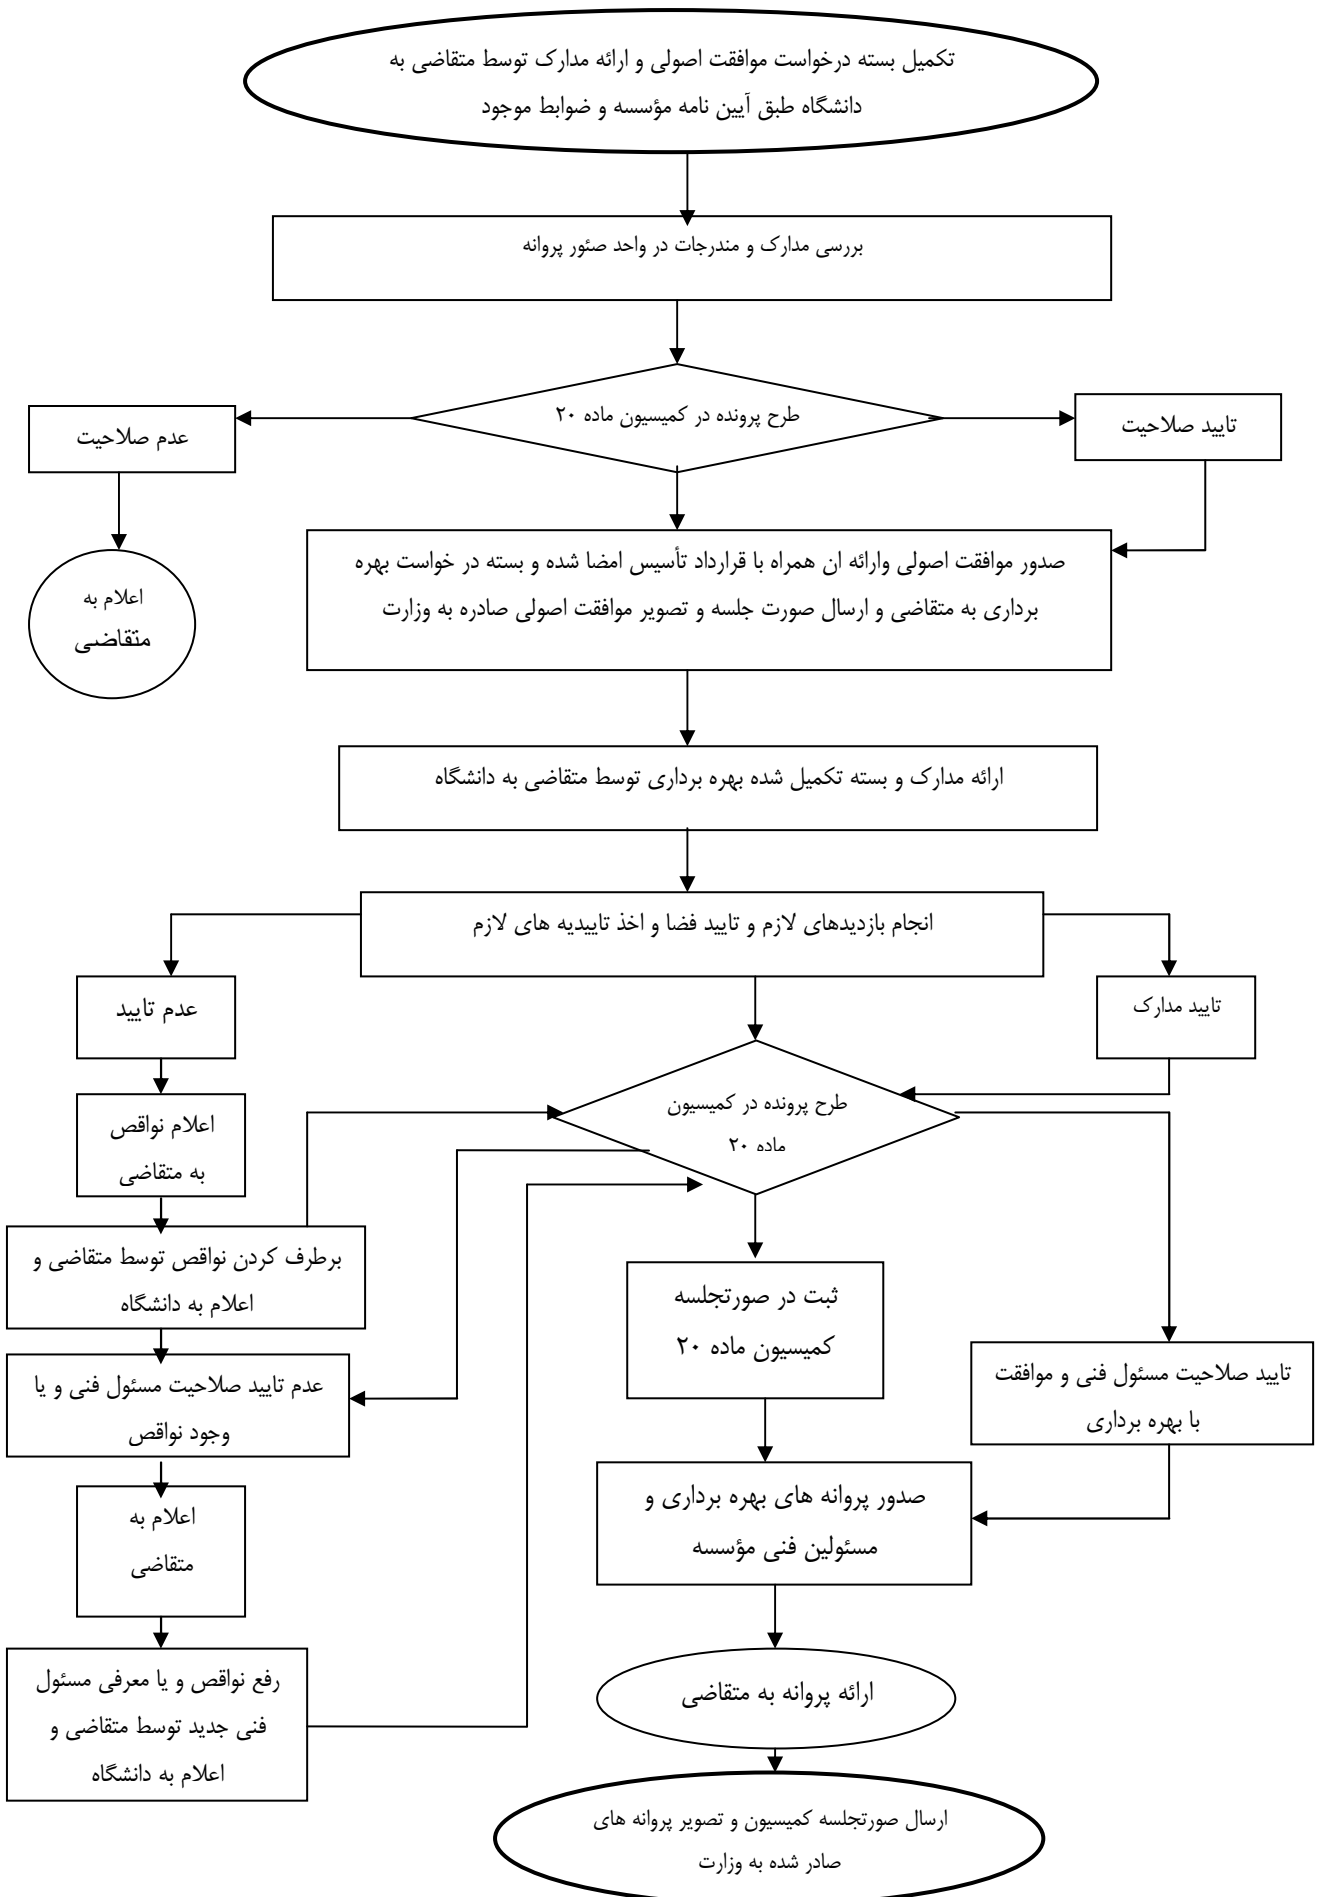 تکمیل بسته درخواست موافقت اصولی و ارائه مدارک توسط متقاضی به
دانشگاه طبق آیین نامه مؤسسه و ضوابط موجود
بررسی مدارک و مندرجات در واحد صئور پروانه
طرح پرونده در کمیسیون ماده ۲۰
تایید صلاحیت
عدم صلاحیت
اعلام به
متقاضی
صدور موافقت اصولی وارائه ان همراه با قرارداد تأسیس امضا شده و بسته در خواست بهره
برداری به متقاضی و ارسال صورت جلسه و تصویر موافقت اصولی صادره به وزارت
ارائه مدارک و بسته تکمیل شده بهره برداری توسط متقاضی به دانشگاه
انجام بازدیدهای لازم و تایید فضا و اخذ تاییدیه های لازم
تایید مدارک
عدم تایید
طرح پرونده در کمیسیون
ماده ۲۰
اعلام نواقص
به متقاضی
برطرف کردن نواقص توسط متقاضی و
اعلام به دانشگاه
ثبت در صورتجلسه
کمیسیون ماده ۲۰
تایید صلاحیت مسئول فنی و موافقت
با بهره برداری
عدم تایید صلاحیت مسئول فنی و یا
وجود نواقص
صدور پروانه های بهره برداری و
مسئولین فنی مؤسسه
اعلام به
متقاضی
رفع نواقص و یا معرفی مسئول
فنی جدید توسط متقاضی و
اعلام به دانشگاه
ارائه پروانه به متقاضی
ارسال صورتجلسه کمیسیون و تصویر پروانه های
صادر شده به وزارت